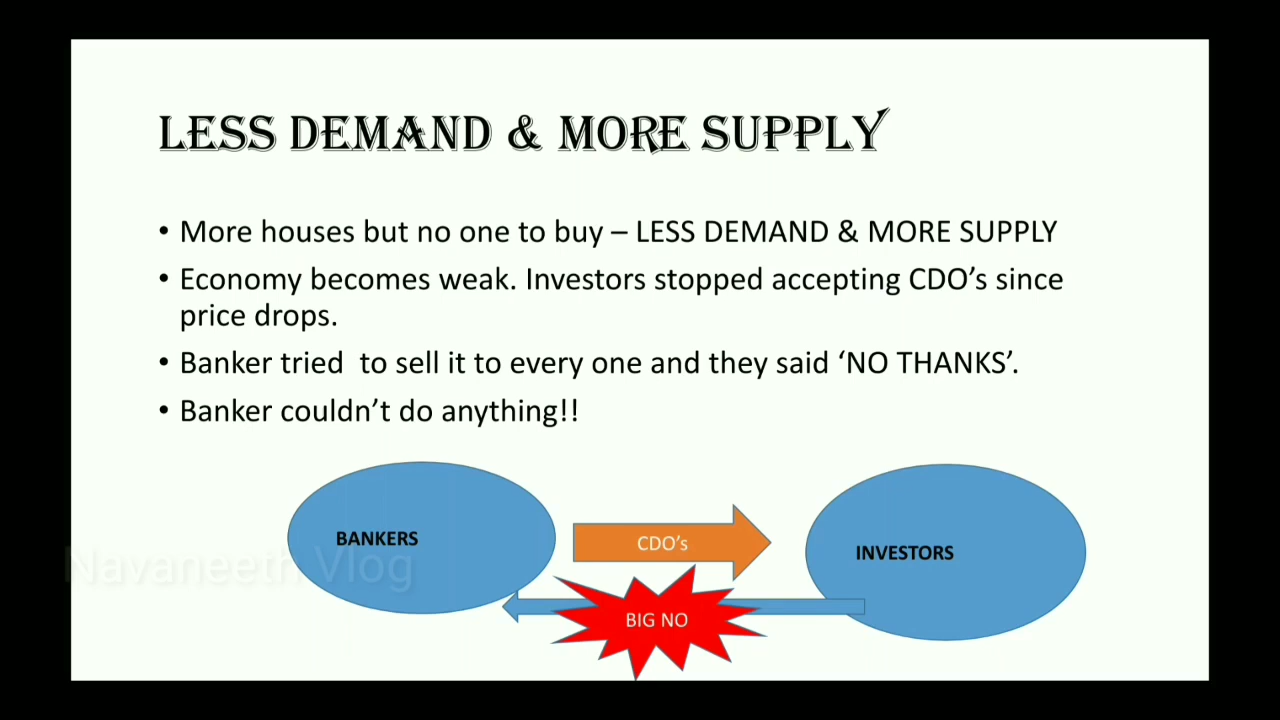 LESS DEMAND & MORE SUPPLY
• More houses but no one to buy – LESS DEMAND & MORE SUPPLY
• Economy becomes weak. Investors stopped accepting CDO’s since
price drops.
• Banker tried  to sell it to every one and they said ‘NO THANKS’.
• Banker couldn’t do anything!!
BANKERS
CDO’s
INVESTORS
Navaneeth Vlog
BIG NO